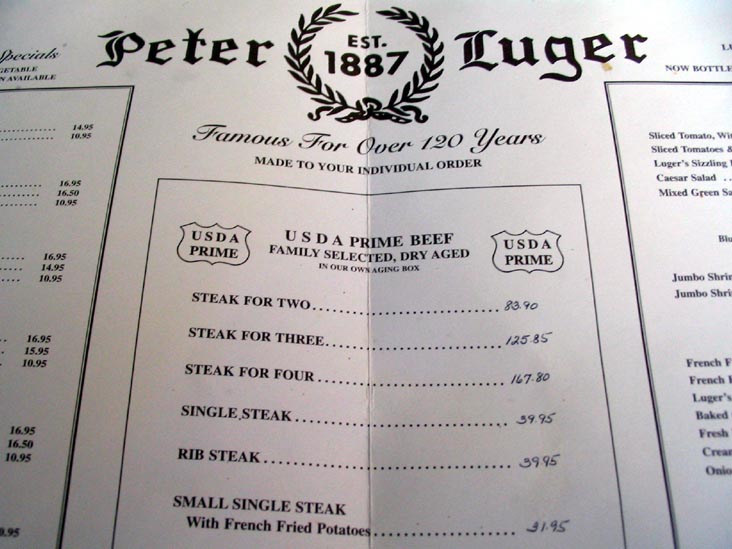 Peter Luger
EST.
1887
Famous For Over 120 Years
MADE TO YOUR INDIVIDUAL ORDER
Specials
AVAILABLE
14.95
10.95
16.95
16.50
10.95
16.95
14.95
10.95
16.95
15.95
10.95
16.95
16.50
10.95
USDA
PRIME
USDA PRIME BEEF
FAMILY SELECTED, DRY AGED
IN OUR OWN AGING BOX
USDA
PRIME
STEAK FOR TWO 83.90
STEAK FOR THREE 125.85
STEAK FOR FOUR 167.80
SINGLE STEAK 39.95
RIB STEAK 39.95
SMALL SINGLE STEAK
With French Fried Potatoes 31.95
NOW BOTTLE
Sliced Tomato,
Sliced Tomatoes &
Luger's Sizzling
Caesar Salad
Mixed Green
Jumbo
Jumbo
French
French
Luger's
Baked
Fresh